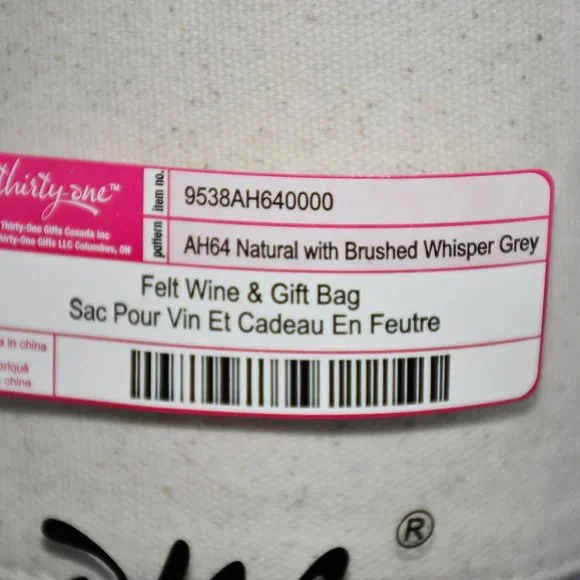 thirty-one™
Thirty-One Gifts Canada Inc
Thirty-One Gifts LLC Columbus, OH
item no.
9538AH640000
pattern
AH64 Natural with Brushed Whisper Grey
Felt Wine & Gift Bag
Sac Pour Vin Et Cadeau En Feutre
in china
china
®